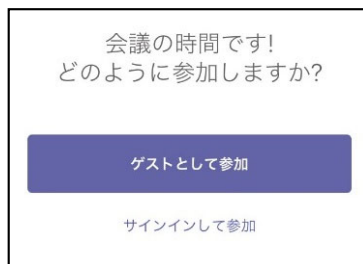 会議の時間です!
どのように参加しますか?
ゲストとして参加
サインインして参加